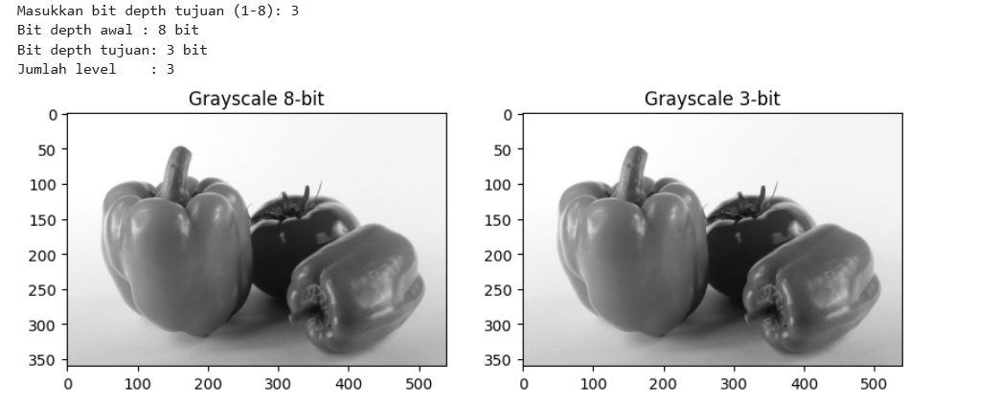 Masukkan bit depth tujuan (1-8): 3
Bit depth awal : 8 bit
Bit depth tujuan: 3 bit
Jumlah level    : 3
Grayscale 8-bit
0
50
100
150
200
250
300
350
0 100 200 300 400 500
Grayscale 3-bit
0
50
100
150
200
250
300
350
0 100 200 300 400 500